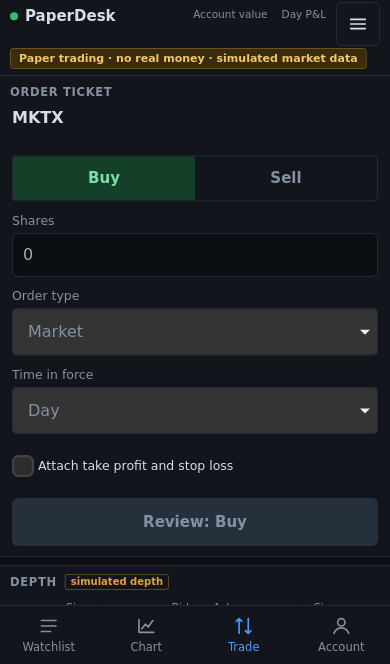 PaperDesk
Account value Day P&L
Paper trading · no real money · simulated market data
ORDER TICKET
MKTX
Buy Sell
Shares
0
Order type
Market
Time in force
Day
Attach take profit and stop loss
Review: Buy
DEPTH simulated depth
Watchlist Chart Trade Account